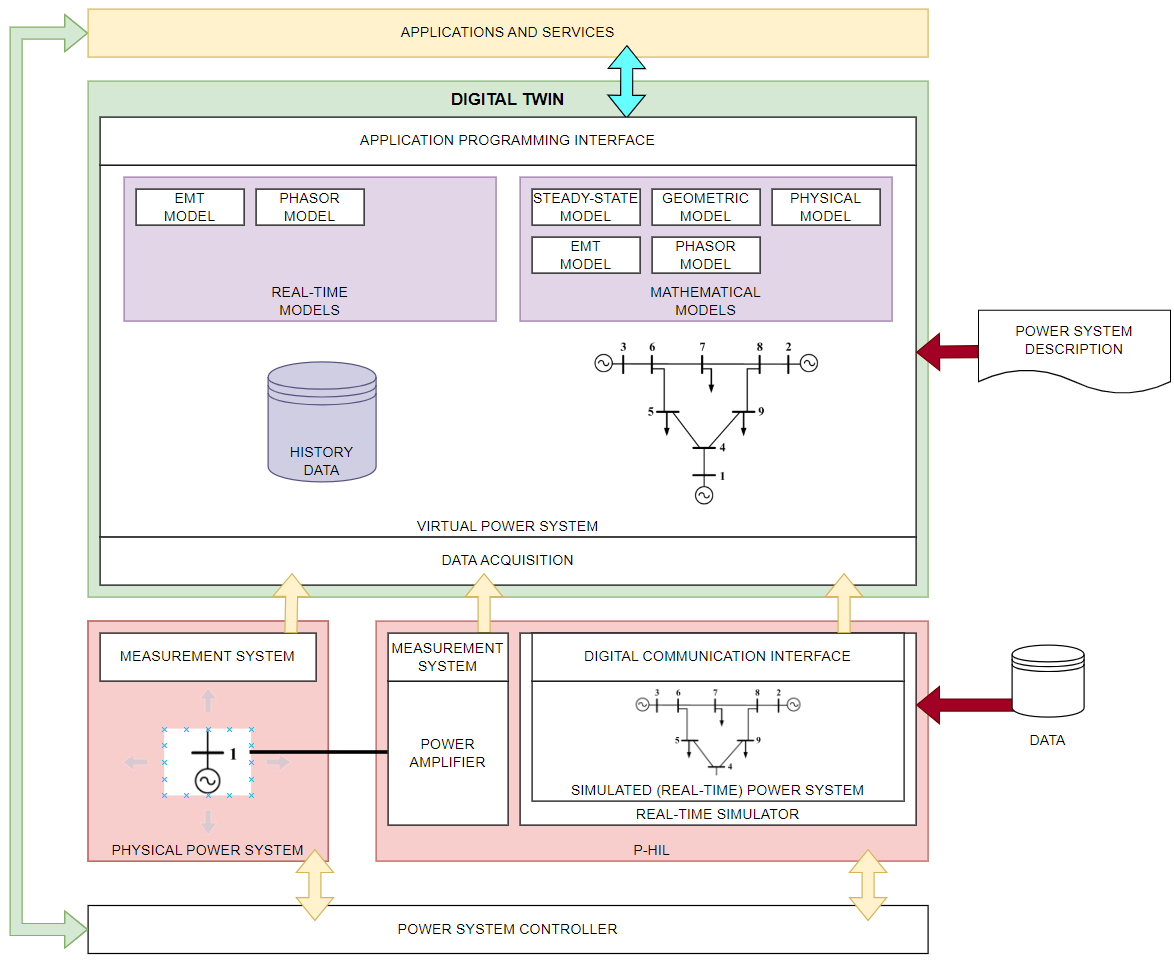 APPLICATIONS AND SERVICES
DIGITAL TWIN
APPLICATION PROGRAMMING INTERFACE
EMT
MODEL
PHASOR
MODEL
REAL-TIME
MODELS
STEADY-STATE
MODEL
GEOMETRIC
MODEL
PHYSICAL
MODEL
EMT
MODEL
PHASOR
MODEL
MATHEMATICAL
MODELS
POWER SYSTEM
DESCRIPTION
3 6 7 8 2
5 9
4
1
HISTORY
DATA
VIRTUAL POWER SYSTEM
DATA ACQUISITION
MEASUREMENT SYSTEM
1
PHYSICAL POWER SYSTEM
MEASUREMENT
SYSTEM
POWER
AMPLIFIER
DIGITAL COMMUNICATION INTERFACE
3 6 7 8 2
5 9
4
SIMULATED (REAL-TIME) POWER SYSTEM
REAL-TIME SIMULATOR
P-HIL
DATA
POWER SYSTEM CONTROLLER